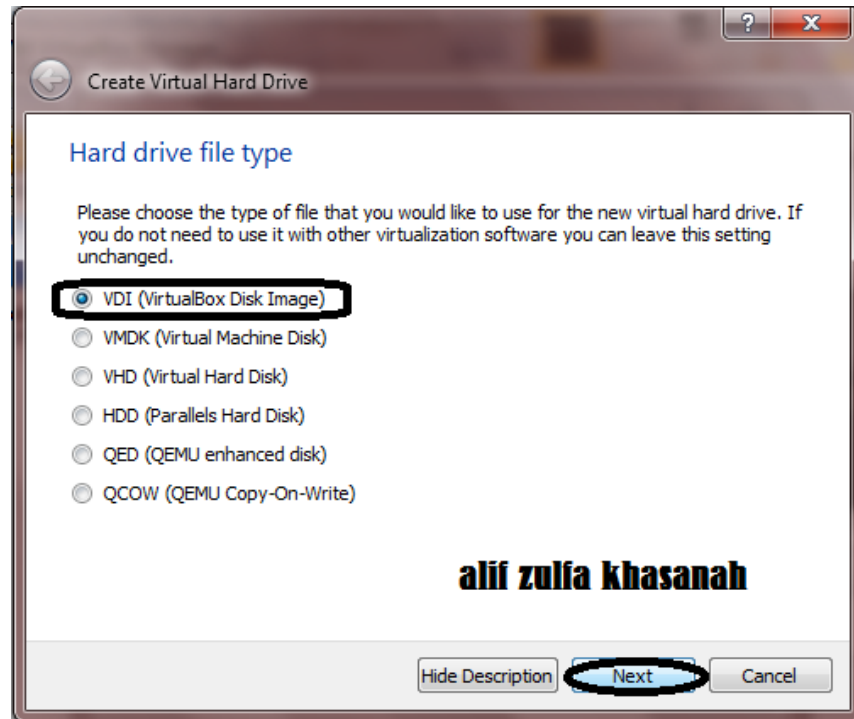 ?
X
Create Virtual Hard Drive
Hard drive file type
Please choose the type of file that you would like to use for the new virtual hard drive. If
you do not need to use it with other virtualization software you can leave this setting
unchanged.
VDI (VirtualBox Disk Image)
VMDK (Virtual Machine Disk)
VHD (Virtual Hard Disk)
HDD (Parallels Hard Disk)
QED (QEMU enhanced disk)
QCOW (QEMU Copy-On-Write)
alif zulfa khasanah
Hide Description Next Cancel